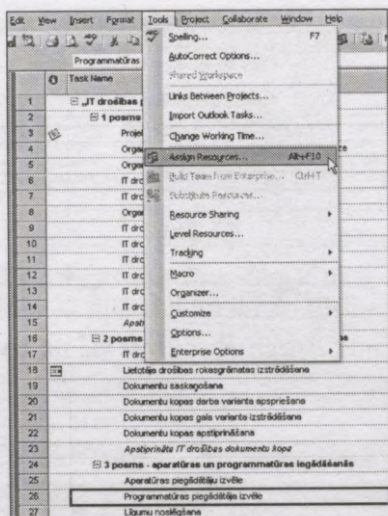 Edit View Insert Format Tools Project Collaborate Window Help
Programmatūras
Task Name
Spelling... F7
AutoCorrect Options...
Shared Workspace
Links Between Projects...
Import Outlook Tasks...
Change Working Time...
Assign Resources... Alt+F10
Build Team from Enterprise... Ctrl+T
Substitute Resources...
Resource Sharing
Level Resources...
Tracking
Macro
Organizer...
Customize
Options...
Enterprise Options
1 „IT drošības
2 1 posms
3 Projek
4 Orga
5 Orga
6 IT dro
7 IT dro
8 Orga
9 IT dro
10 IT dro
11 IT dro
12 IT dro
13 IT dro
14 IT dro
15 Apsti
16 2 posms
17 IT dro
18 Lietotāja drošības rokasgrāmatas izstrādāšana
19 Dokumentu saskaņošana
20 Dokumentu kopas darba varianta apspriešana
21 Dokumentu kopas gala varianta izstrādāšana
22 Dokumentu kopas apstiprināšana
23 Apstiprināta IT drošības dokumentu kopa
24 3 posms - aparatūras un programmatūras iegādāšanās
25 Aparatūras piegādātāju izvēle
26 Programmatūras piegādātāja izvēle
27 Līgumu noslēgšana